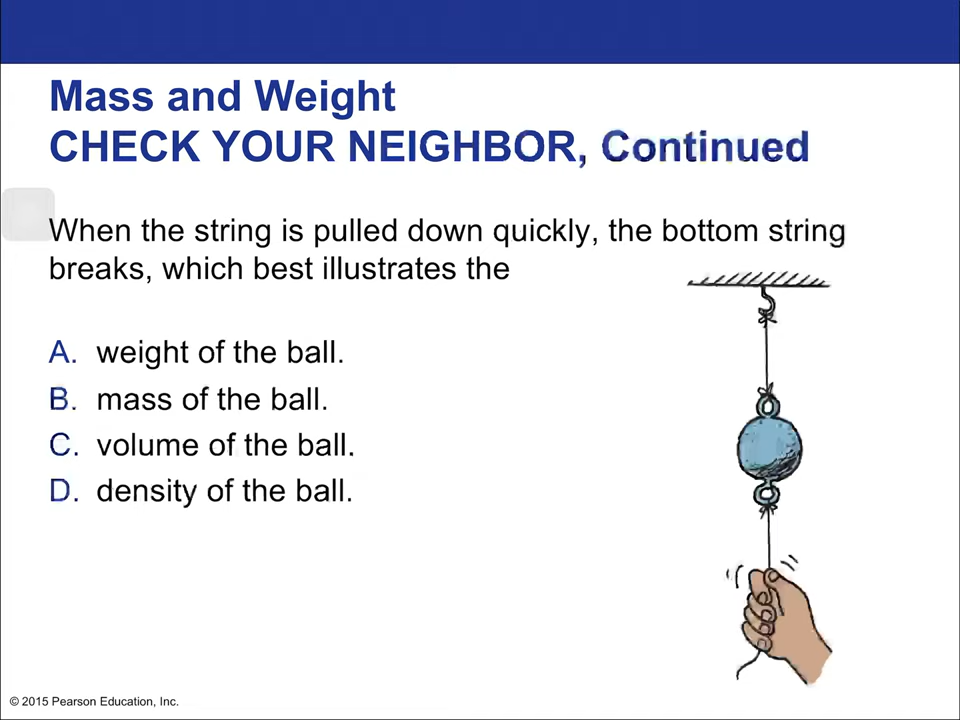 Mass and Weight
CHECK YOUR NEIGHBOR, Continued
When the string is pulled down quickly, the bottom string
breaks, which best illustrates the
A. weight of the ball.
B. mass of the ball.
C. volume of the ball.
D. density of the ball.
© 2015 Pearson Education, Inc.